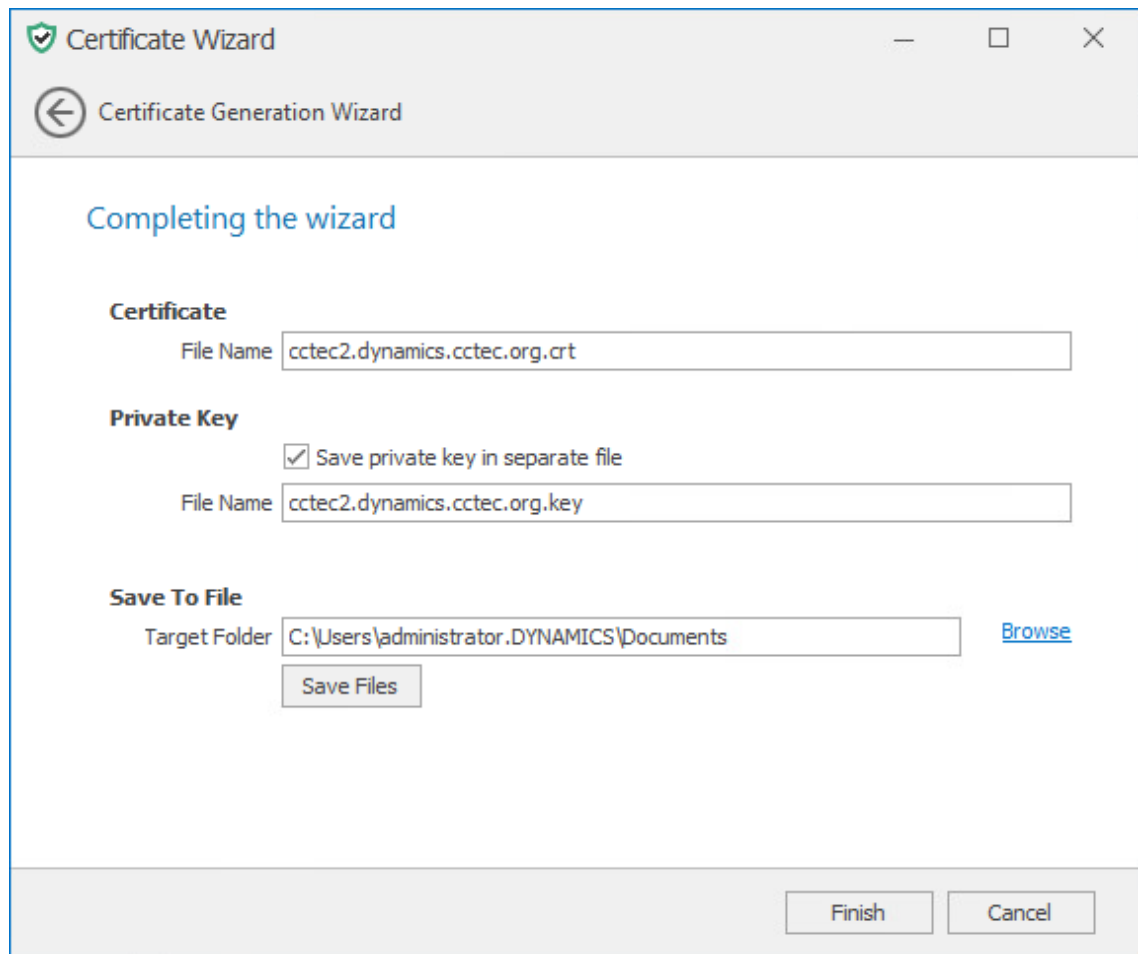 Certificate Wizard
Certificate Generation Wizard
Completing the wizard
Certificate
File Name cctec2.dynamics.cctec.org.crt
Private Key
Save private key in separate file
File Name cctec2.dynamics.cctec.org.key
Save To File
Target Folder C:\Users\administrator.DYNAMICS\Documents Browse
Save Files
Finish Cancel